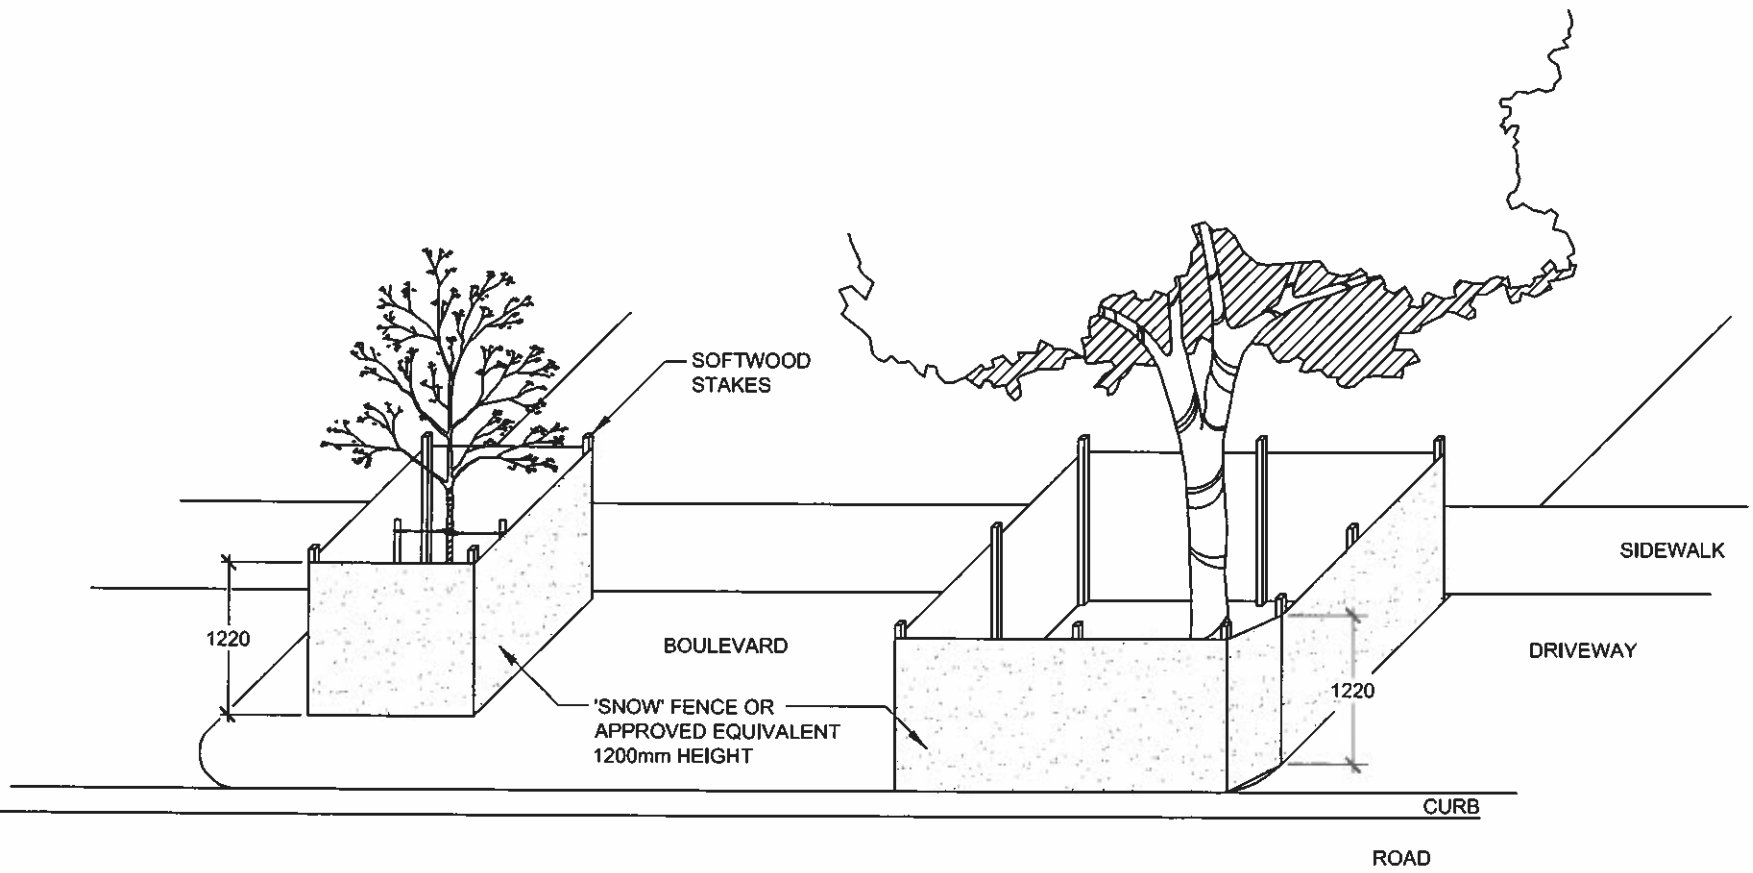 SOFTWOOD
STAKES
SIDEWALK
1220
BOULEVARD
DRIVEWAY
1220
'SNOW' FENCE OR
APPROVED EQUIVALENT
1200mm HEIGHT
CURB
ROAD